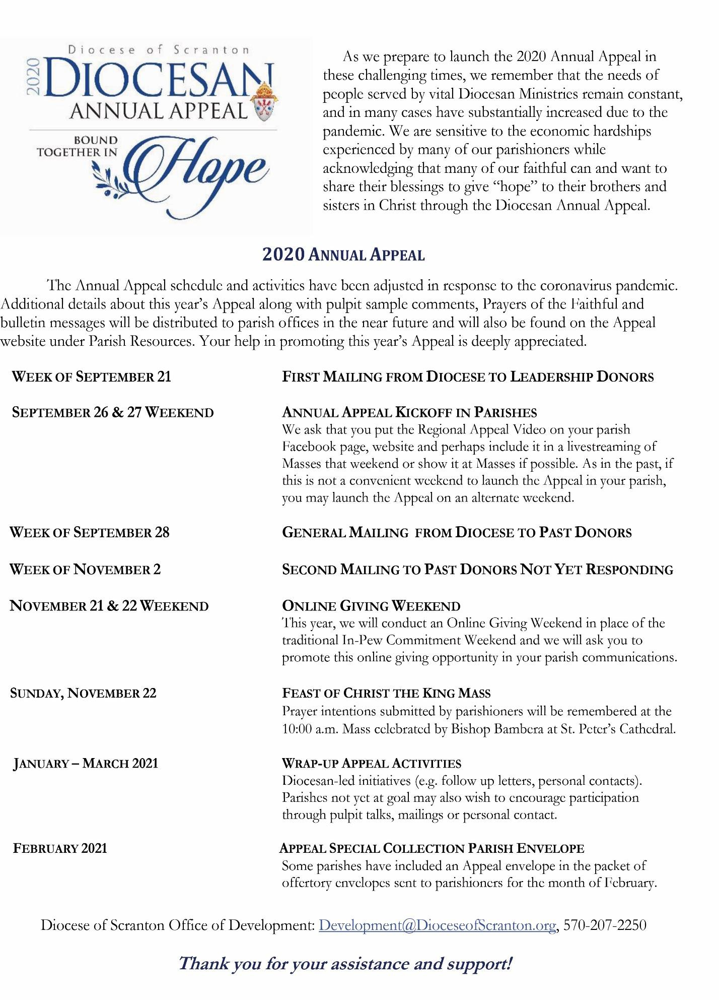 Diocese of Scranton
2020
DIOCESAN
ANNUAL APPEAL
BOUND
TOGETHER IN
Hope
As we prepare to launch the 2020 Annual Appeal in
these challenging times, we remember that the needs of
people served by vital Diocesan Ministries remain constant,
and in many cases have substantially increased due to the
pandemic. We are sensitive to the economic hardships
experienced by many of our parishioners while
acknowledging that many of our faithful can and want to
share their blessings to give “hope” to their brothers and
sisters in Christ through the Diocesan Annual Appeal.
2020 ANNUAL APPEAL
The Annual Appeal schedule and activities have been adjusted in response to the coronavirus pandemic.
Additional details about this year’s Appeal along with pulpit sample comments, Prayers of the Faithful and
bulletin messages will be distributed to parish offices in the near future and will also be found on the Appeal
website under Parish Resources. Your help in promoting this year’s Appeal is deeply appreciated.
WEEK OF SEPTEMBER 21 FIRST MAILING FROM DIOCESE TO LEADERSHIP DONORS
SEPTEMBER 26 & 27 WEEKEND ANNUAL APPEAL KICKOFF IN PARISHES
We ask that you put the Regional Appeal Video on your parish
Facebook page, website and perhaps include it in a livestreaming of
Masses that weekend or show it at Masses if possible. As in the past, if
this is not a convenient weekend to launch the Appeal in your parish,
you may launch the Appeal on an alternate weekend.
WEEK OF SEPTEMBER 28 GENERAL MAILING FROM DIOCESE TO PAST DONORS
WEEK OF NOVEMBER 2 SECOND MAILING TO PAST DONORS NOT YET RESPONDING
NOVEMBER 21 & 22 WEEKEND ONLINE GIVING WEEKEND
This year, we will conduct an Online Giving Weekend in place of the
traditional In-Pew Commitment Weekend and we will ask you to
promote this online giving opportunity in your parish communications.
SUNDAY, NOVEMBER 22 FEAST OF CHRIST THE KING MASS
Prayer intentions submitted by parishioners will be remembered at the
10:00 a.m. Mass celebrated by Bishop Bambera at St. Peter’s Cathedral.
JANUARY – MARCH 2021 WRAP-UP APPEAL ACTIVITIES
Diocesan-led initiatives (e.g. follow up letters, personal contacts).
Parishes not yet at goal may also wish to encourage participation
through pulpit talks, mailings or personal contact.
FEBRUARY 2021 APPEAL SPECIAL COLLECTION PARISH ENVELOPE
Some parishes have included an Appeal envelope in the packet of
offertory envelopes sent to parishioners for the month of February.
Diocese of Scranton Office of Development: Development@DioceseofScranton.org, 570-207-2250
Thank you for your assistance and support!